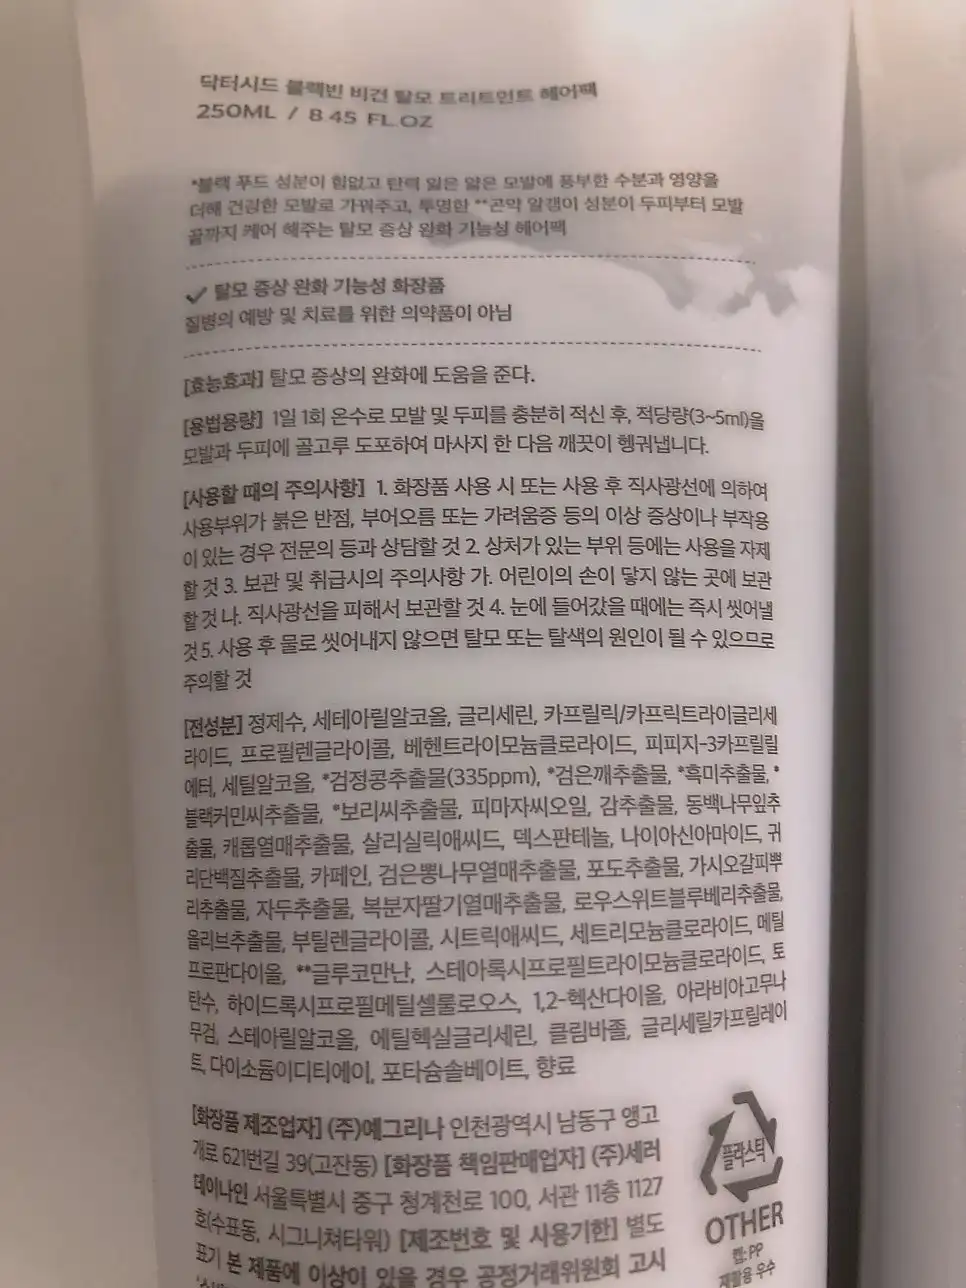 닥터시드 블랙빈 비건 탈모 트리트먼트 헤어팩
250ML / 8.45 FL.OZ
*블랙 푸드 성분이 힘없고 탄력 잃은 얇은 모발에 풍부한 수분과 영양을
더해 건강한 모발로 가꿔주고, 투명한 **곤약 알갱이 성분이 두피부터 모발
끝까지 케어 해주는 탈모 증상 완화 기능성 헤어팩
탈모 증상 완화 기능성 화장품
질병의 예방 및 치료를 위한 의약품이 아님
[효능효과] 탈모 증상의 완화에 도움을 준다.
[용법용량] 1일 1회 온수로 모발 및 두피를 충분히 적신 후, 적당량(3~5ml)을
모발과 두피에 골고루 도포하여 마사지 한 다음 깨끗이 헹궈냅니다.
[사용할 때의 주의사항] 1. 화장품 사용 시 또는 사용 후 직사광선에 의하여
사용부위가 붉은 반점, 부어오름 또는 가려움증 등의 이상 증상이나 부작용
이 있는 경우 전문의 등과 상담할 것 2. 상처가 있는 부위 등에는 사용을 자제
할 것 3. 보관 및 취급시의 주의사항 가. 어린이의 손이 닿지 않는 곳에 보관
할 것 나. 직사광선을 피해서 보관할 것 4. 눈에 들어갔을 때에는 즉시 씻어낼
것 5. 사용 후 물로 씻어내지 않으면 탈모 또는 탈색의 원인이 될 수 있으므로
주의할 것
[전성분] 정제수, 세테아릴알코올, 글리세린, 카프릴릭/카프릭트라이글리세
라이드, 프로필렌글라이콜, 베헨트라이모늄클로라이드, 피피지-3카프릴릴
에터, 세틸알코올, *검정콩추출물(335ppm), *검은깨추출물, *흑미추출물, *
블랙커민씨추출물, *보리씨추출물, 피마자씨오일, 감추출물, 동백나무잎추
출물, 캐롭열매추출물, 살리실릭애씨드, 덱스판테놀, 나이아신아마이드, 귀
리단백질추출물, 카페인, 검은뽕나무열매추출물, 포도추출물, 가시오갈피뿌
리추출물, 자두추출물, 복분자딸기열매추출물, 로우스위트블루베리추출물,
올리브추출물, 부틸렌글라이콜, 시트릭애씨드, 세트리모늄클로라이드, 메틸
프로판다이올, **글루코만난, 스테아록시프로필트라이모늄클로라이드, 토
탄수, 하이드록시프로필메틸셀룰로오스, 1,2-헥산다이올, 아라비아고무나
무검, 스테아릴알코올, 에틸헥실글리세린, 클림바졸, 글리세릴카프릴레이
트, 다이소듐이디티에이, 포타슘솔베이트, 향료
[화장품 제조업자] (주)예그리나 인천광역시 남동구 앵고
개로 621번길 39(고잔동) [화장품 책임판매업자] (주)세러
데이나인 서울특별시 중구 청계천로 100, 서관 11층 1127
호(수표동, 시그니쳐타워) [제조번호 및 사용기한] 별도
표기 본 제품에 이상이 있을 경우 공정거래위원회 고시
플라스틱
OTHER
캡: PP
재활용 우수